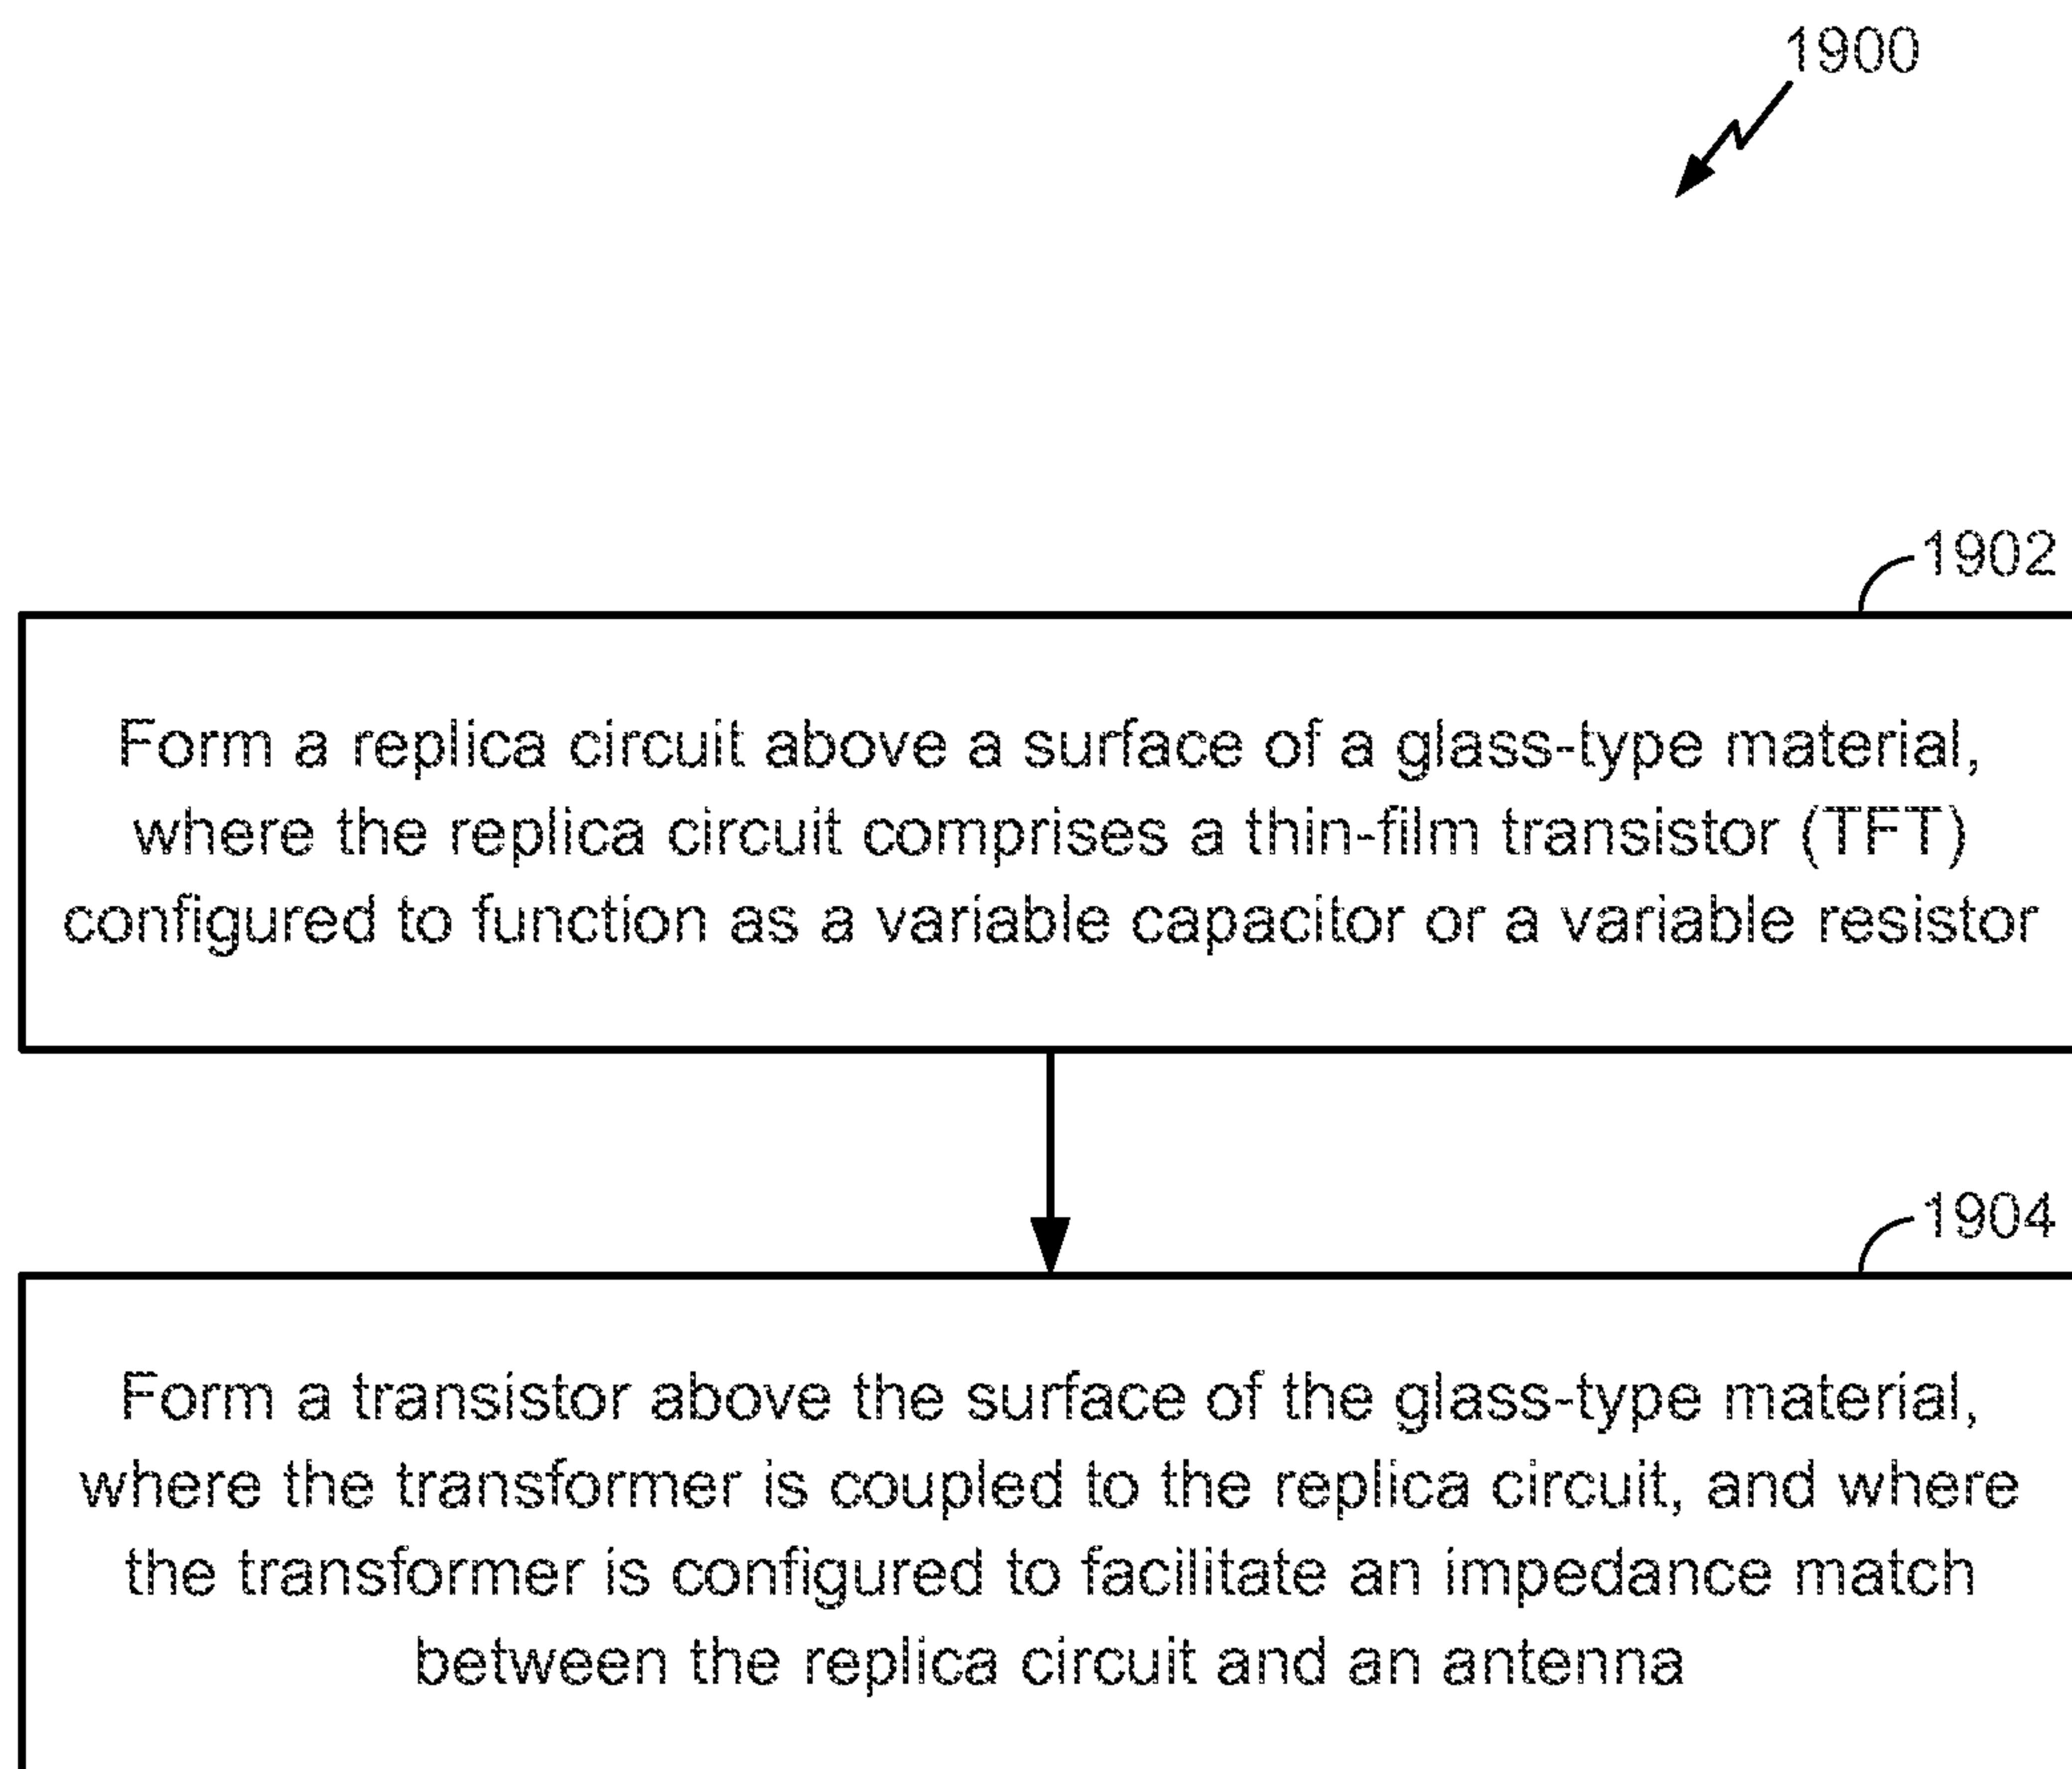 1900
1902
Form a replica circuit above a surface of a glass-type material,
where the replica circuit comprises a thin-film transistor (TFT)
configured to function as a variable capacitor or a variable resistor
1904
Form a transistor above the surface of the glass-type material,
where the transformer is coupled to the replica circuit, and where
the transformer is configured to facilitate an impedance match
between the replica circuit and an antenna